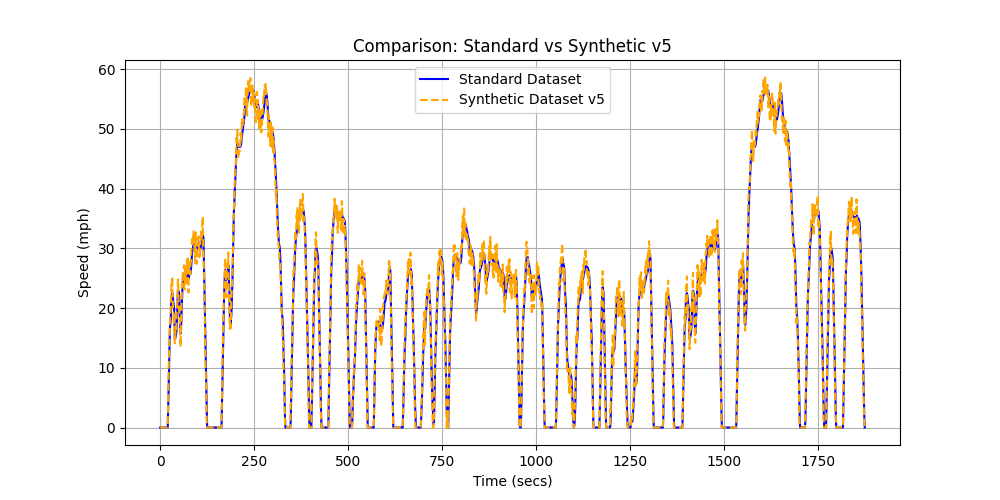 Comparison: Standard vs Synthetic v5
Standard Dataset
Synthetic Dataset v5
Speed (mph)
60
50
40
30
20
10
0
0 250 500 750 1000 1250 1500 1750
Time (secs)